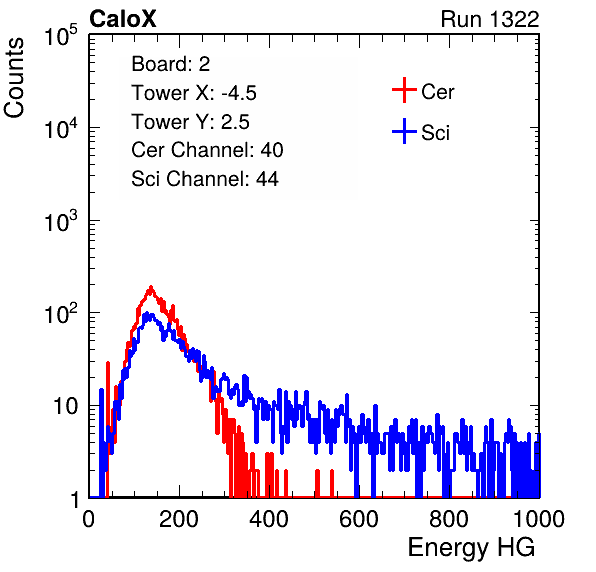 CaloX Run 1322
Counts
10^5
10^4
10^3
10^2
10
1
Board: 2
Tower X: -4.5
Tower Y: 2.5
Cer Channel: 40
Sci Channel: 44
Cer
Sci
0 200 400 600 800 1000
Energy HG